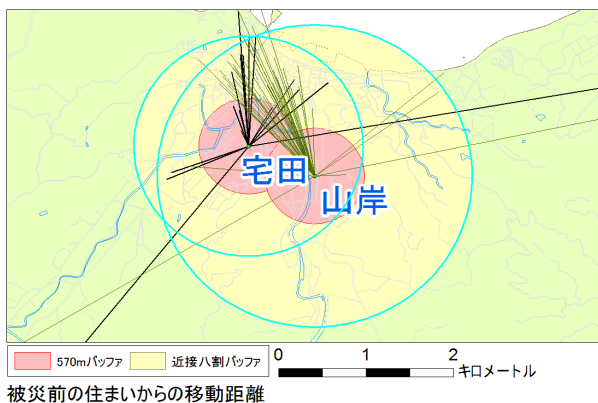 宅田
山岸
570mバッファ 近接八割バッファ
0 1 2
キロメートル
被災前の住まいからの移動距離